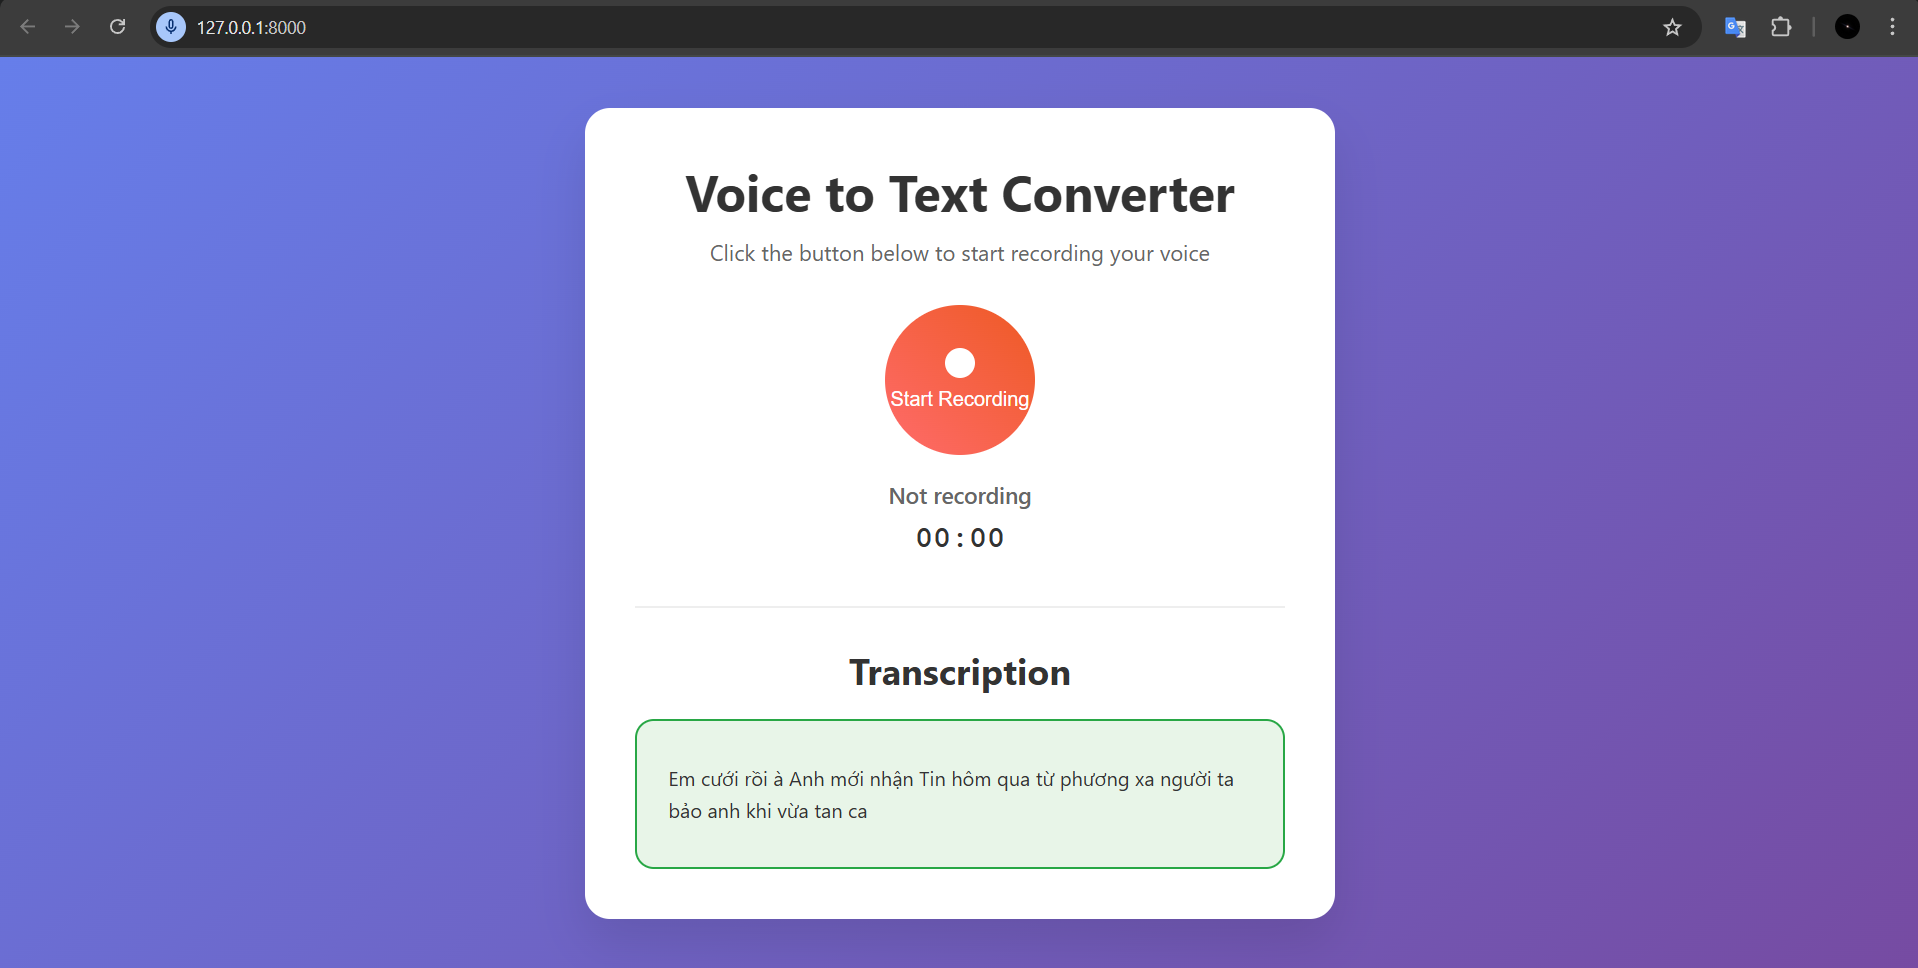 127.0.0.1:8000
Voice to Text Converter
Click the button below to start recording your voice
Start Recording
Not recording
00:00
Transcription
Em cưới rồi à Anh mới nhận Tin hôm qua từ phương xa người ta
bảo anh khi vừa tan ca